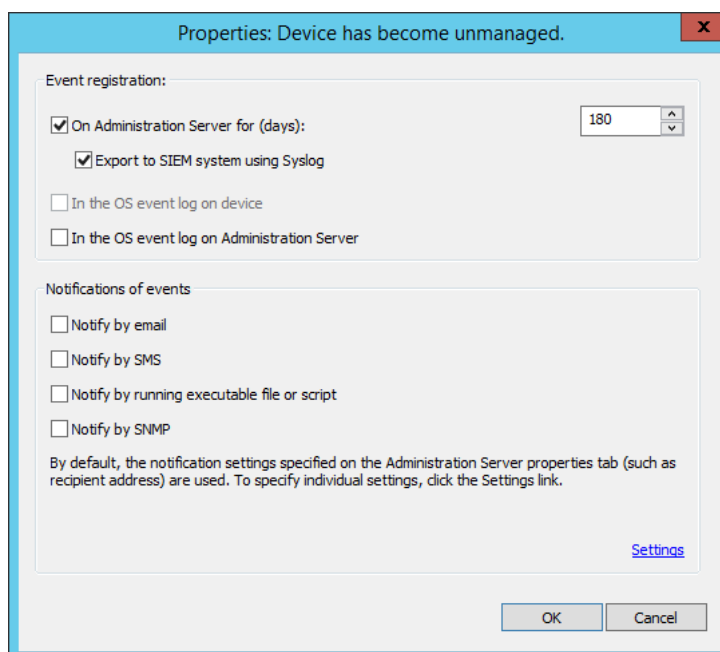 Properties: Device has become unmanaged.
x
Event registration:
On Administration Server for (days):
180
Export to SIEM system using Syslog
In the OS event log on device
In the OS event log on Administration Server
Notifications of events
Notify by email
Notify by SMS
Notify by running executable file or script
Notify by SNMP
By default, the notification settings specified on the Administration Server properties tab (such as
recipient address) are used. To specify individual settings, click the Settings link.
Settings
OK
Cancel